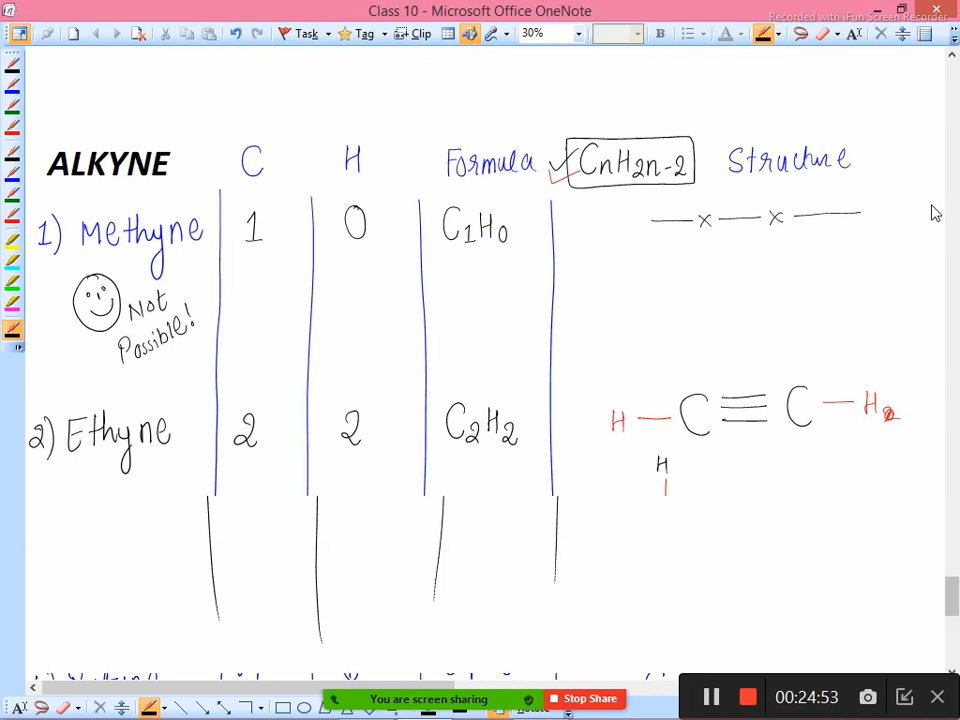 Class 10 - Microsoft Office OneNote
Recorded with iFun Screen Recorder
Task Tag Clip 30% B A
ALKYNE C H Formula CnH2n-2 Structure
1) Methyne 1 0 C1H0 — x — x —
Not
Possible!
2) Ethyne 2 2 C2H2 H — C ≡ C — H
H
You are screen sharing Stop Share
00:24:53